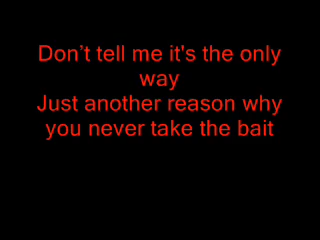 Don’t tell me it's the only
way
Just another reason why
you never take the bait